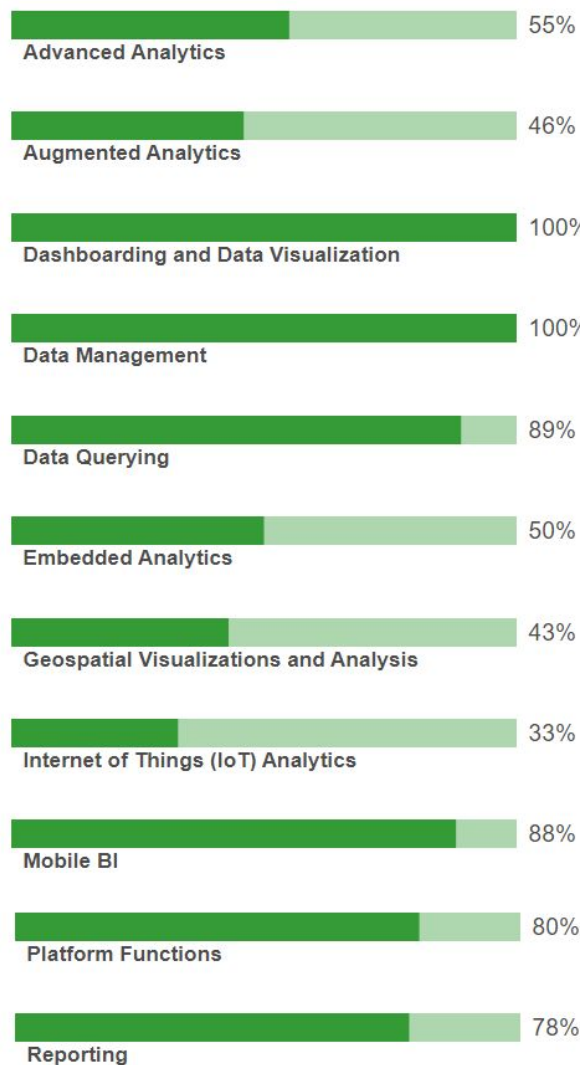 55%
Advanced Analytics
46%
Augmented Analytics
100%
Dashboarding and Data Visualization
100%
Data Management
89%
Data Querying
50%
Embedded Analytics
43%
Geospatial Visualizations and Analysis
33%
Internet of Things (IoT) Analytics
88%
Mobile BI
80%
Platform Functions
78%
Reporting